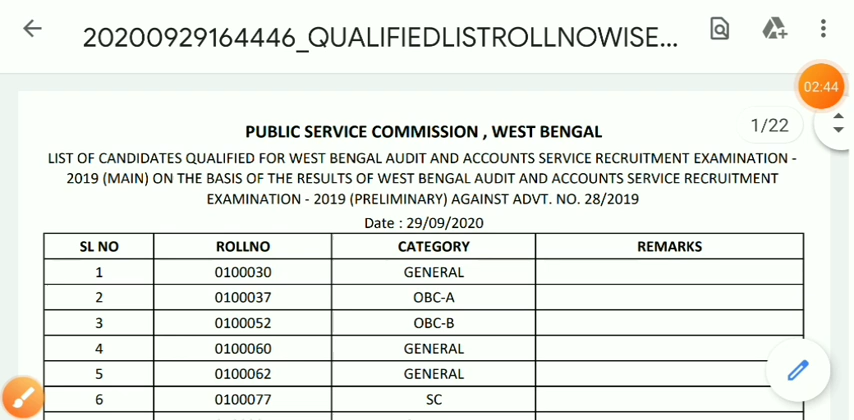 20200929164446_QUALIFIEDLISTROLLNOWISE...
02:44
1/22
PUBLIC SERVICE COMMISSION , WEST BENGAL
LIST OF CANDIDATES QUALIFIED FOR WEST BENGAL AUDIT AND ACCOUNTS SERVICE RECRUITMENT EXAMINATION -
2019 (MAIN) ON THE BASIS OF THE RESULTS OF WEST BENGAL AUDIT AND ACCOUNTS SERVICE RECRUITMENT
EXAMINATION - 2019 (PRELIMINARY) AGAINST ADVT. NO. 28/2019
Date : 29/09/2020
SL NO ROLLNO CATEGORY REMARKS
1 0100030 GENERAL
2 0100037 OBC-A
3 0100052 OBC-B
4 0100060 GENERAL
5 0100062 GENERAL
6 0100077 SC